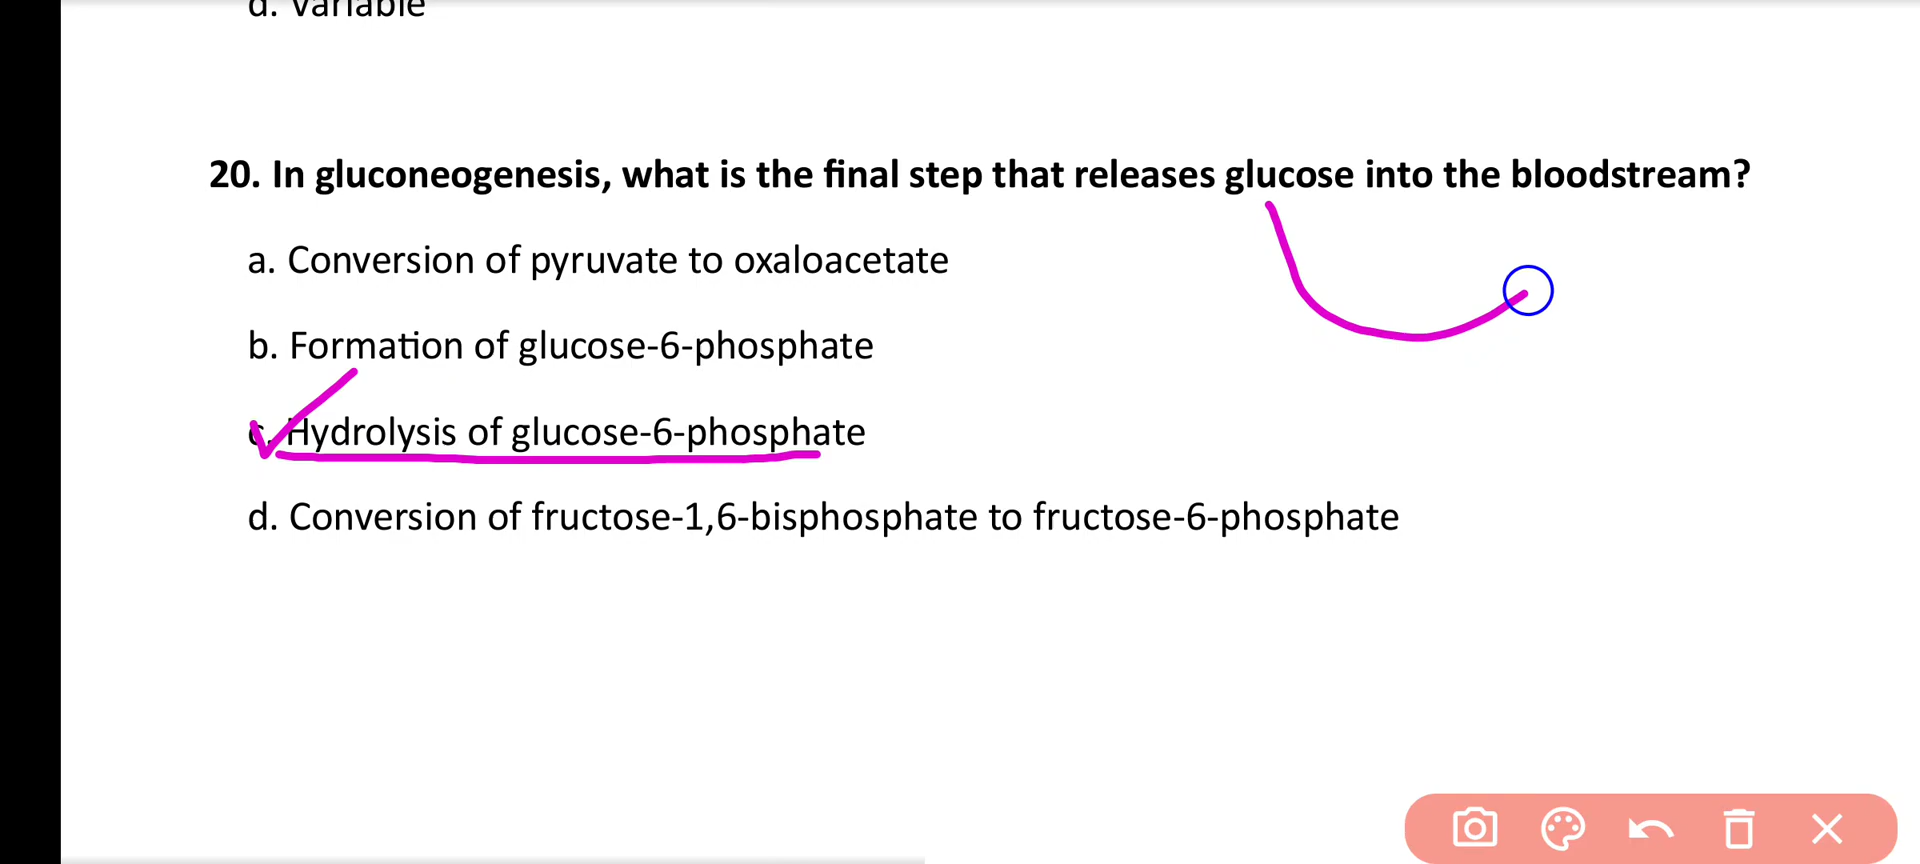 d. Variable
20. In gluconeogenesis, what is the final step that releases glucose into the bloodstream?
a. Conversion of pyruvate to oxaloacetate
b. Formation of glucose-6-phosphate
c. Hydrolysis of glucose-6-phosphate
d. Conversion of fructose-1,6-bisphosphate to fructose-6-phosphate